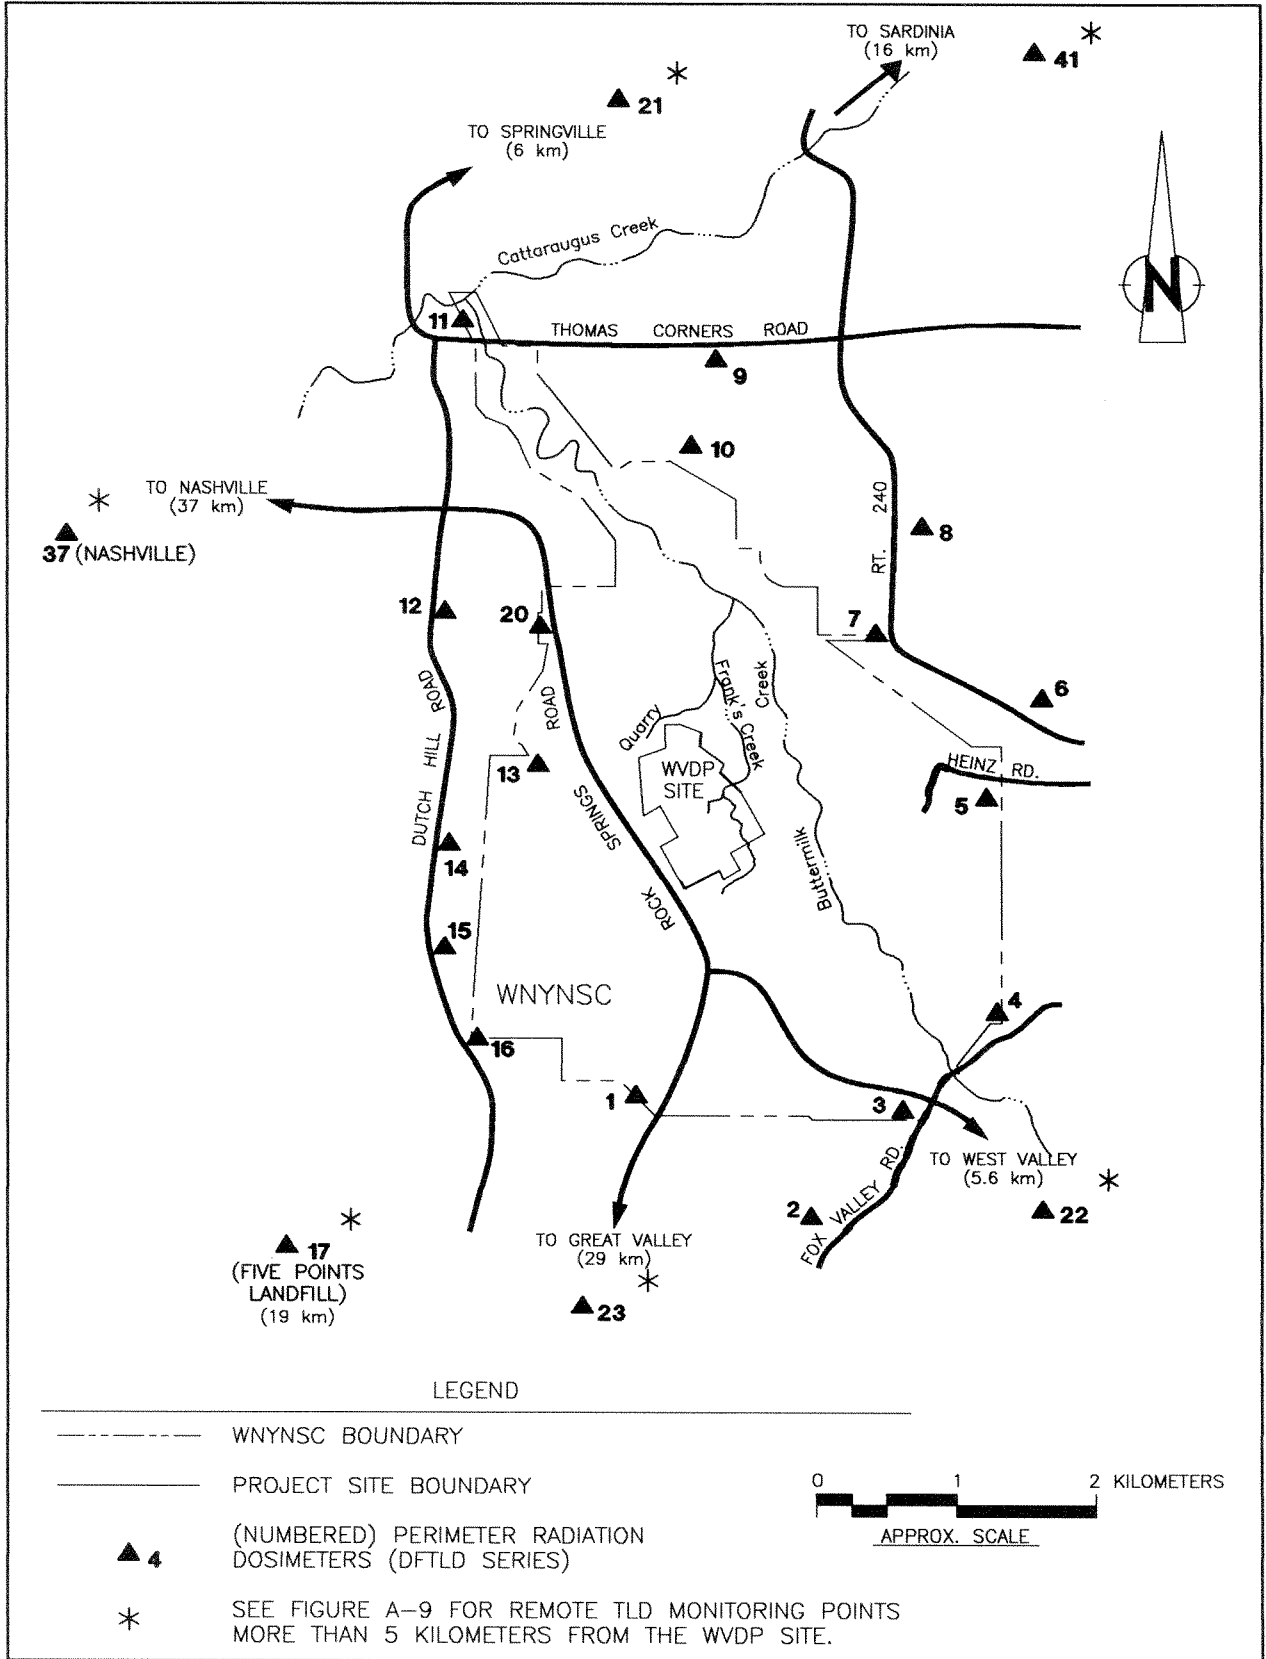 TO SARDINIA
(16 km)
41
21
TO SPRINGVILLE
(6 km)
Cattaraugus Creek
N
11
THOMAS CORNERS ROAD
9
10
TO NASHVILLE
(37 km)
37 (NASHVILLE)
RT. 240
8
12
20
7
Frank's Creek
Buttermilk Creek
6
DUTCH HILL ROAD
ROCK SPRINGS ROAD
Quarry
WVDP
SITE
13
HEINZ RD.
5
14
15
WNYNSC
4
16
1
3
TO WEST VALLEY
(5.6 km)
22
2
FOX VALLEY RD.
TO GREAT VALLEY
(29 km)
23
17
(FIVE POINTS
LANDFILL)
(19 km)
LEGEND
WNYNSC BOUNDARY
PROJECT SITE BOUNDARY
4
(NUMBERED) PERIMETER RADIATION
DOSIMETERS (DFTLD SERIES)
* SEE FIGURE A-9 FOR REMOTE TLD MONITORING POINTS
MORE THAN 5 KILOMETERS FROM THE WVDP SITE.
0 1 2 KILOMETERS
APPROX. SCALE